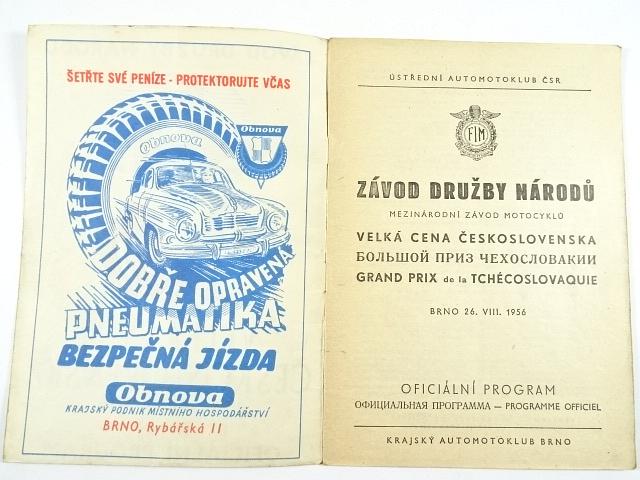 ŠETŘTE SVÉ PENÍZE - PROTEKTORUJTE VČAS
Obnova
Obnova
DOBŘE OPRAVENÁ
PNEUMATIKA
BEZPEČNÁ JÍZDA
Obnova
KRAJSKÝ PODNIK MÍSTNÍHO HOSPODÁŘSTVÍ
BRNO, Rybářská 11
ÚSTŘEDNÍ AUTOMOTOKLUB ČSR
FIM
ZÁVOD DRUŽBY NÁRODŮ
MEZINÁRODNÍ ZÁVOD MOTOCYKLŮ
VELKÁ CENA ČESKOSLOVENSKA
БОЛЬШОЙ ПРИЗ ЧЕХОСЛОВАКИИ
GRAND PRIX de la TCHÉCOSLOVAQUIE
BRNO 26. VIII. 1956
OFICIÁLNÍ PROGRAM
ОФИЦИАЛЬНАЯ ПРОГРАММА — PROGRAMME OFFICIEL
KRAJSKÝ AUTOMOTOKLUB BRNO